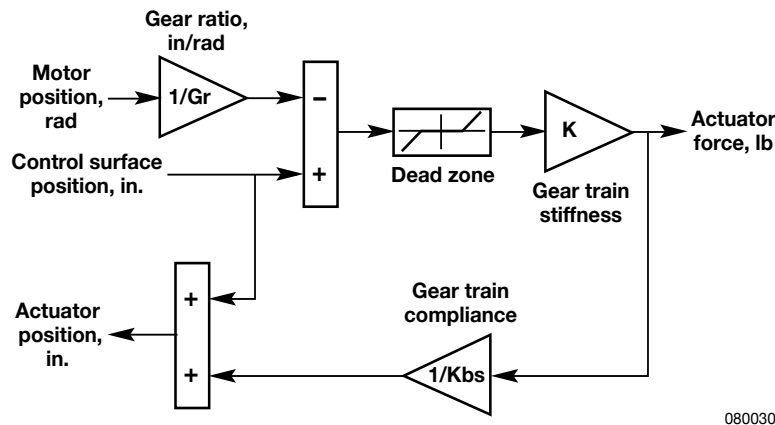 Gear ratio,
in/rad
Motor
position,
rad
1/Gr
−
Control surface
position, in.
+
Dead zone
K
Actuator
force, lb
Gear train
stiffness
Actuator
position,
in.
+
+
Gear train
compliance
1/Kbs
080030